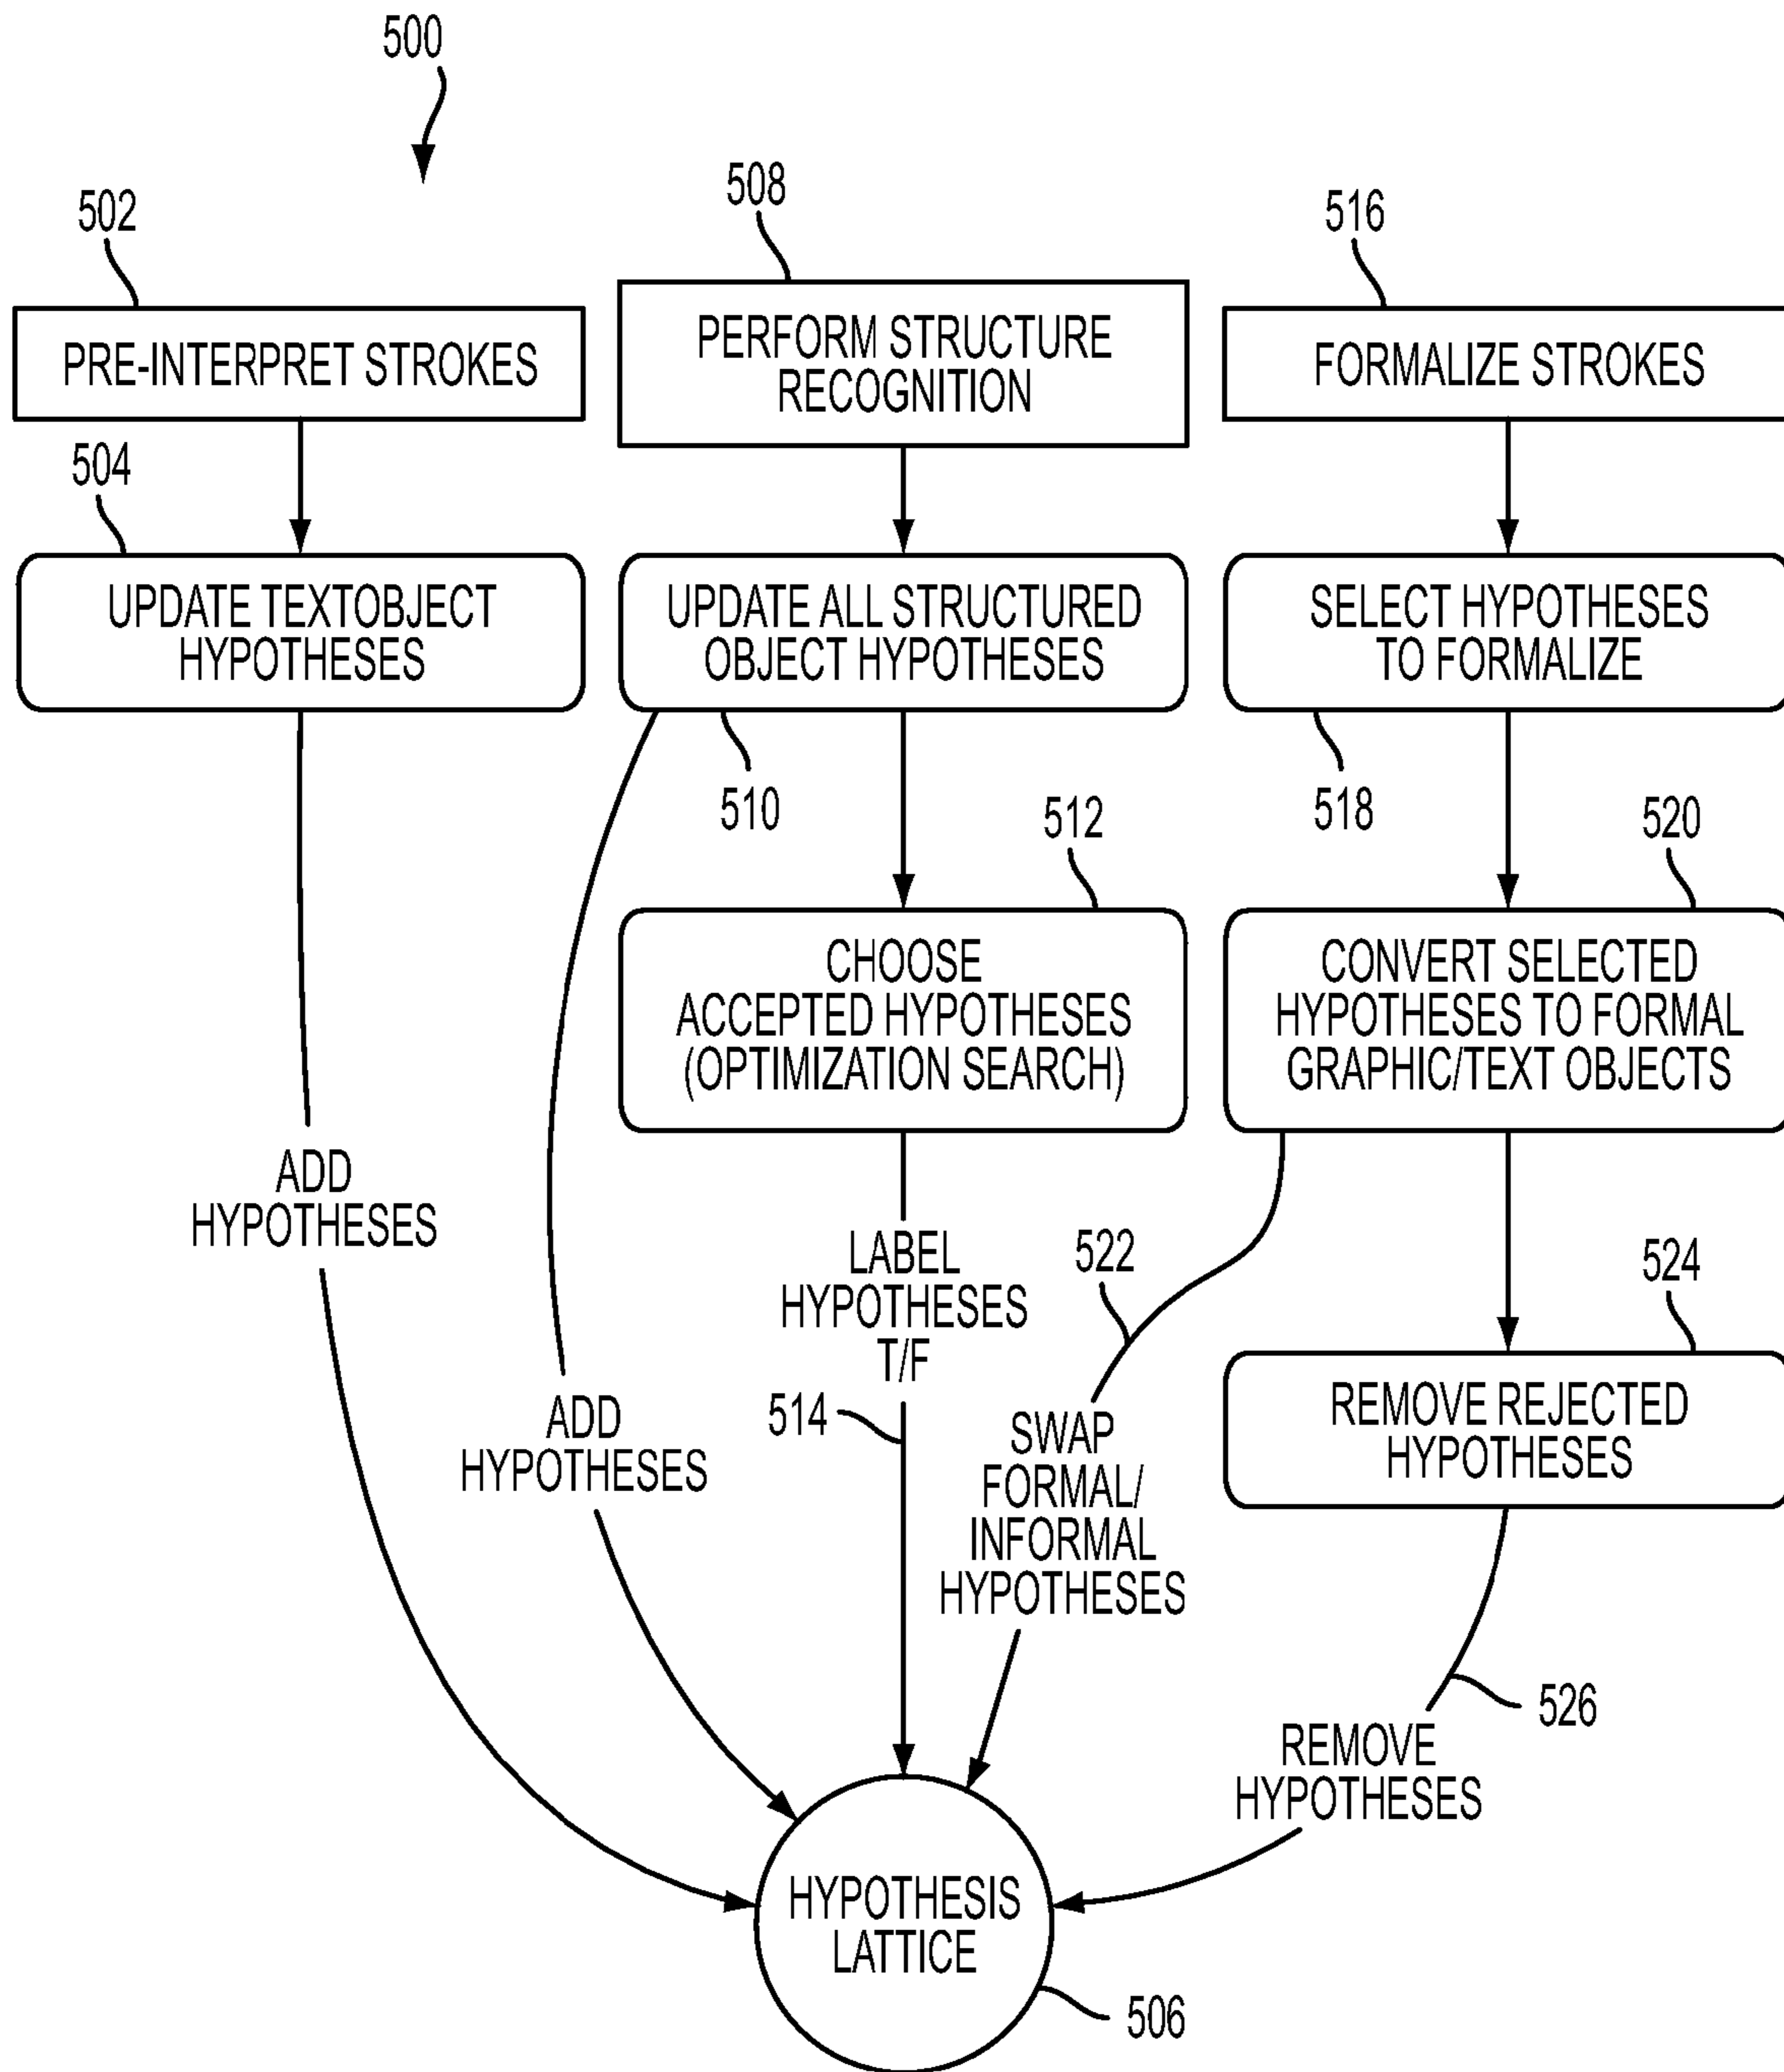 500
502
508
516
PRE-INTERPRET STROKES
PERFORM STRUCTURE
RECOGNITION
FORMALIZE STROKES
504
UPDATE TEXTOBJECT
HYPOTHESES
UPDATE ALL STRUCTURED
OBJECT HYPOTHESES
SELECT HYPOTHESES
TO FORMALIZE
510
512
518
520
CHOOSE
ACCEPTED HYPOTHESES
(OPTIMIZATION SEARCH)
CONVERT SELECTED
HYPOTHESES TO FORMAL
GRAPHIC/TEXT OBJECTS
ADD
HYPOTHESES
LABEL
HYPOTHESES
T/F
522
524
514
ADD
HYPOTHESES
SWAP
FORMAL/
INFORMAL
HYPOTHESES
REMOVE REJECTED
HYPOTHESES
526
REMOVE
HYPOTHESES
HYPOTHESIS
LATTICE
506